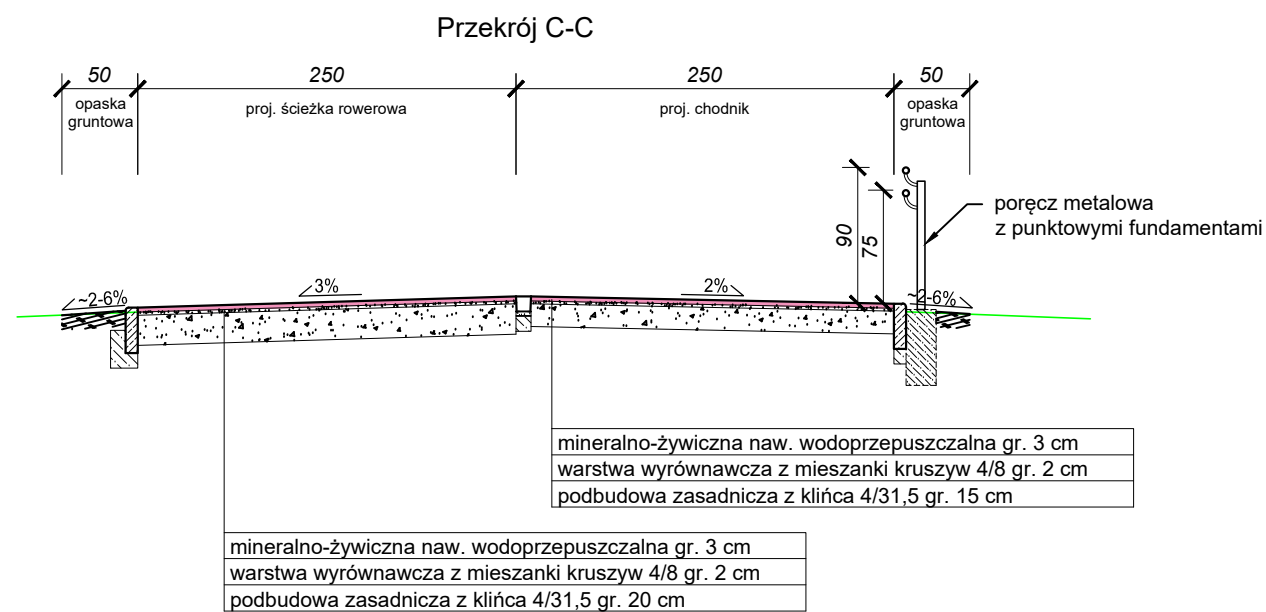 Przekrój C-C
50 250 250 50
opaska gruntowa
proj. ścieżka rowerowa
proj. chodnik
opaska gruntowa
90
75
poręcz metalowa
z punktowymi fundamentami
~2-6%
3%
2%
~2-6%
mineralno-żywiczna naw. wodoprzepuszczalna gr. 3 cm
warstwa wyrównawcza z mieszanki kruszyw 4/8 gr. 2 cm
podbudowa zasadnicza z klińca 4/31,5 gr. 15 cm
mineralno-żywiczna naw. wodoprzepuszczalna gr. 3 cm
warstwa wyrównawcza z mieszanki kruszyw 4/8 gr. 2 cm
podbudowa zasadnicza z klińca 4/31,5 gr. 20 cm